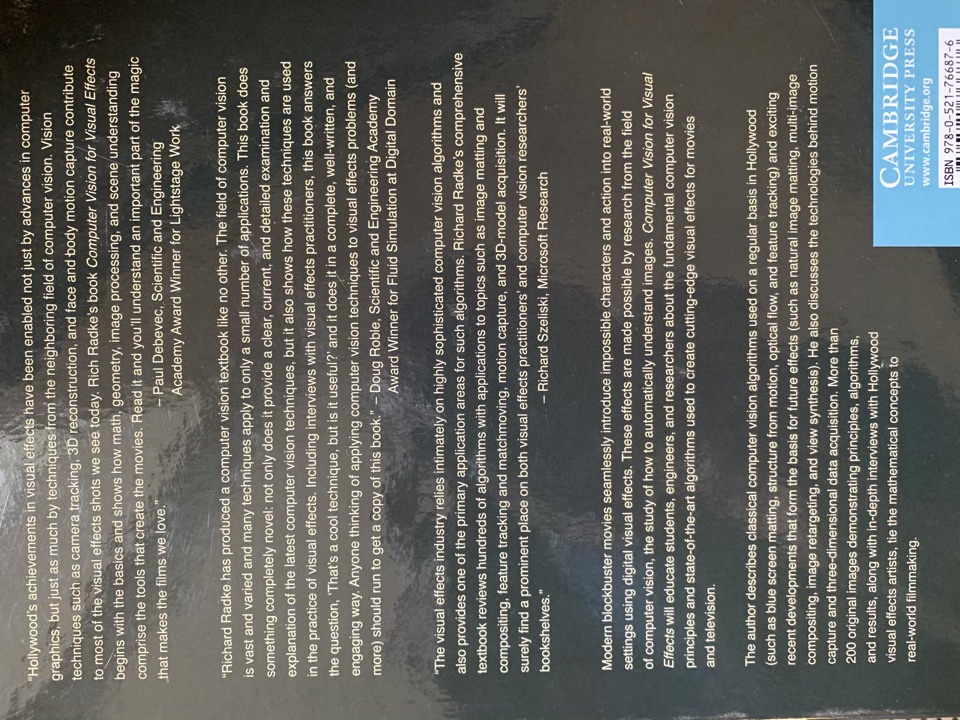 “Hollywood’s achievements in visual effects have been enabled not just by advances in computer
graphics, but just as much by techniques from the neighboring field of computer vision. Vision
techniques such as camera tracking, 3D reconstruction, and face and body motion capture contribute
to most of the visual effects shots we see today. Rich Radke’s book Computer Vision for Visual Effects
begins with the basics and shows how math, geometry, image processing, and scene understanding
comprise the tools that create the movies. Read it and you’ll understand an important part of the magic
that makes the films we love.” – Paul Debevec, Scientific and Engineering
Academy Award Winner for Lightstage Work
“Richard Radke has produced a computer vision textbook like no other. The field of computer vision
is vast and varied and many techniques apply to only a small number of applications. This book does
something completely novel: not only does it provide a clear, current, and detailed examination and
explanation of the latest computer vision techniques, but it also shows how these techniques are used
in the practice of visual effects. Including interviews with visual effects practitioners, this book answers
the question, ‘That’s a cool technique, but is it useful?’ and it does it in a complete, well-written, and
engaging way. Anyone thinking of applying computer vision techniques to visual effects problems (and
more) should run to get a copy of this book.” – Doug Roble, Scientific and Engineering Academy
Award Winner for Fluid Simulation at Digital Domain
“The visual effects industry relies intimately on highly sophisticated computer vision algorithms and
also provides one of the primary application areas for such algorithms. Richard Radke’s comprehensive
textbook reviews hundreds of algorithms with applications to topics such as image matting and
compositing, feature tracking and matchmoving, motion capture, and 3D-model acquisition. It will
surely find a prominent place on both visual effects practitioners’ and computer vision researchers’
bookshelves.” – Richard Szeliski, Microsoft Research
Modern blockbuster movies seamlessly introduce impossible characters and action into real-world
settings using digital visual effects. These effects are made possible by research from the field
of computer vision, the study of how to automatically understand images. Computer Vision for Visual
Effects will educate students, engineers, and researchers about the fundamental computer vision
principles and state-of-the-art algorithms used to create cutting-edge visual effects for movies
and television.
The author describes classical computer vision algorithms used on a regular basis in Hollywood
(such as blue screen matting, structure from motion, optical flow, and feature tracking) and exciting
recent developments that form the basis for future effects (such as natural image matting, multi-image
compositing, image retargeting, and view synthesis). He also discusses the technologies behind motion
capture and three-dimensional data acquisition. More than
200 original images demonstrating principles, algorithms,
and results, along with in-depth interviews with Hollywood
visual effects artists, tie the mathematical concepts to
real-world filmmaking.
CAMBRIDGE
UNIVERSITY PRESS
www.cambridge.org
ISBN 978-0-521-76687-6